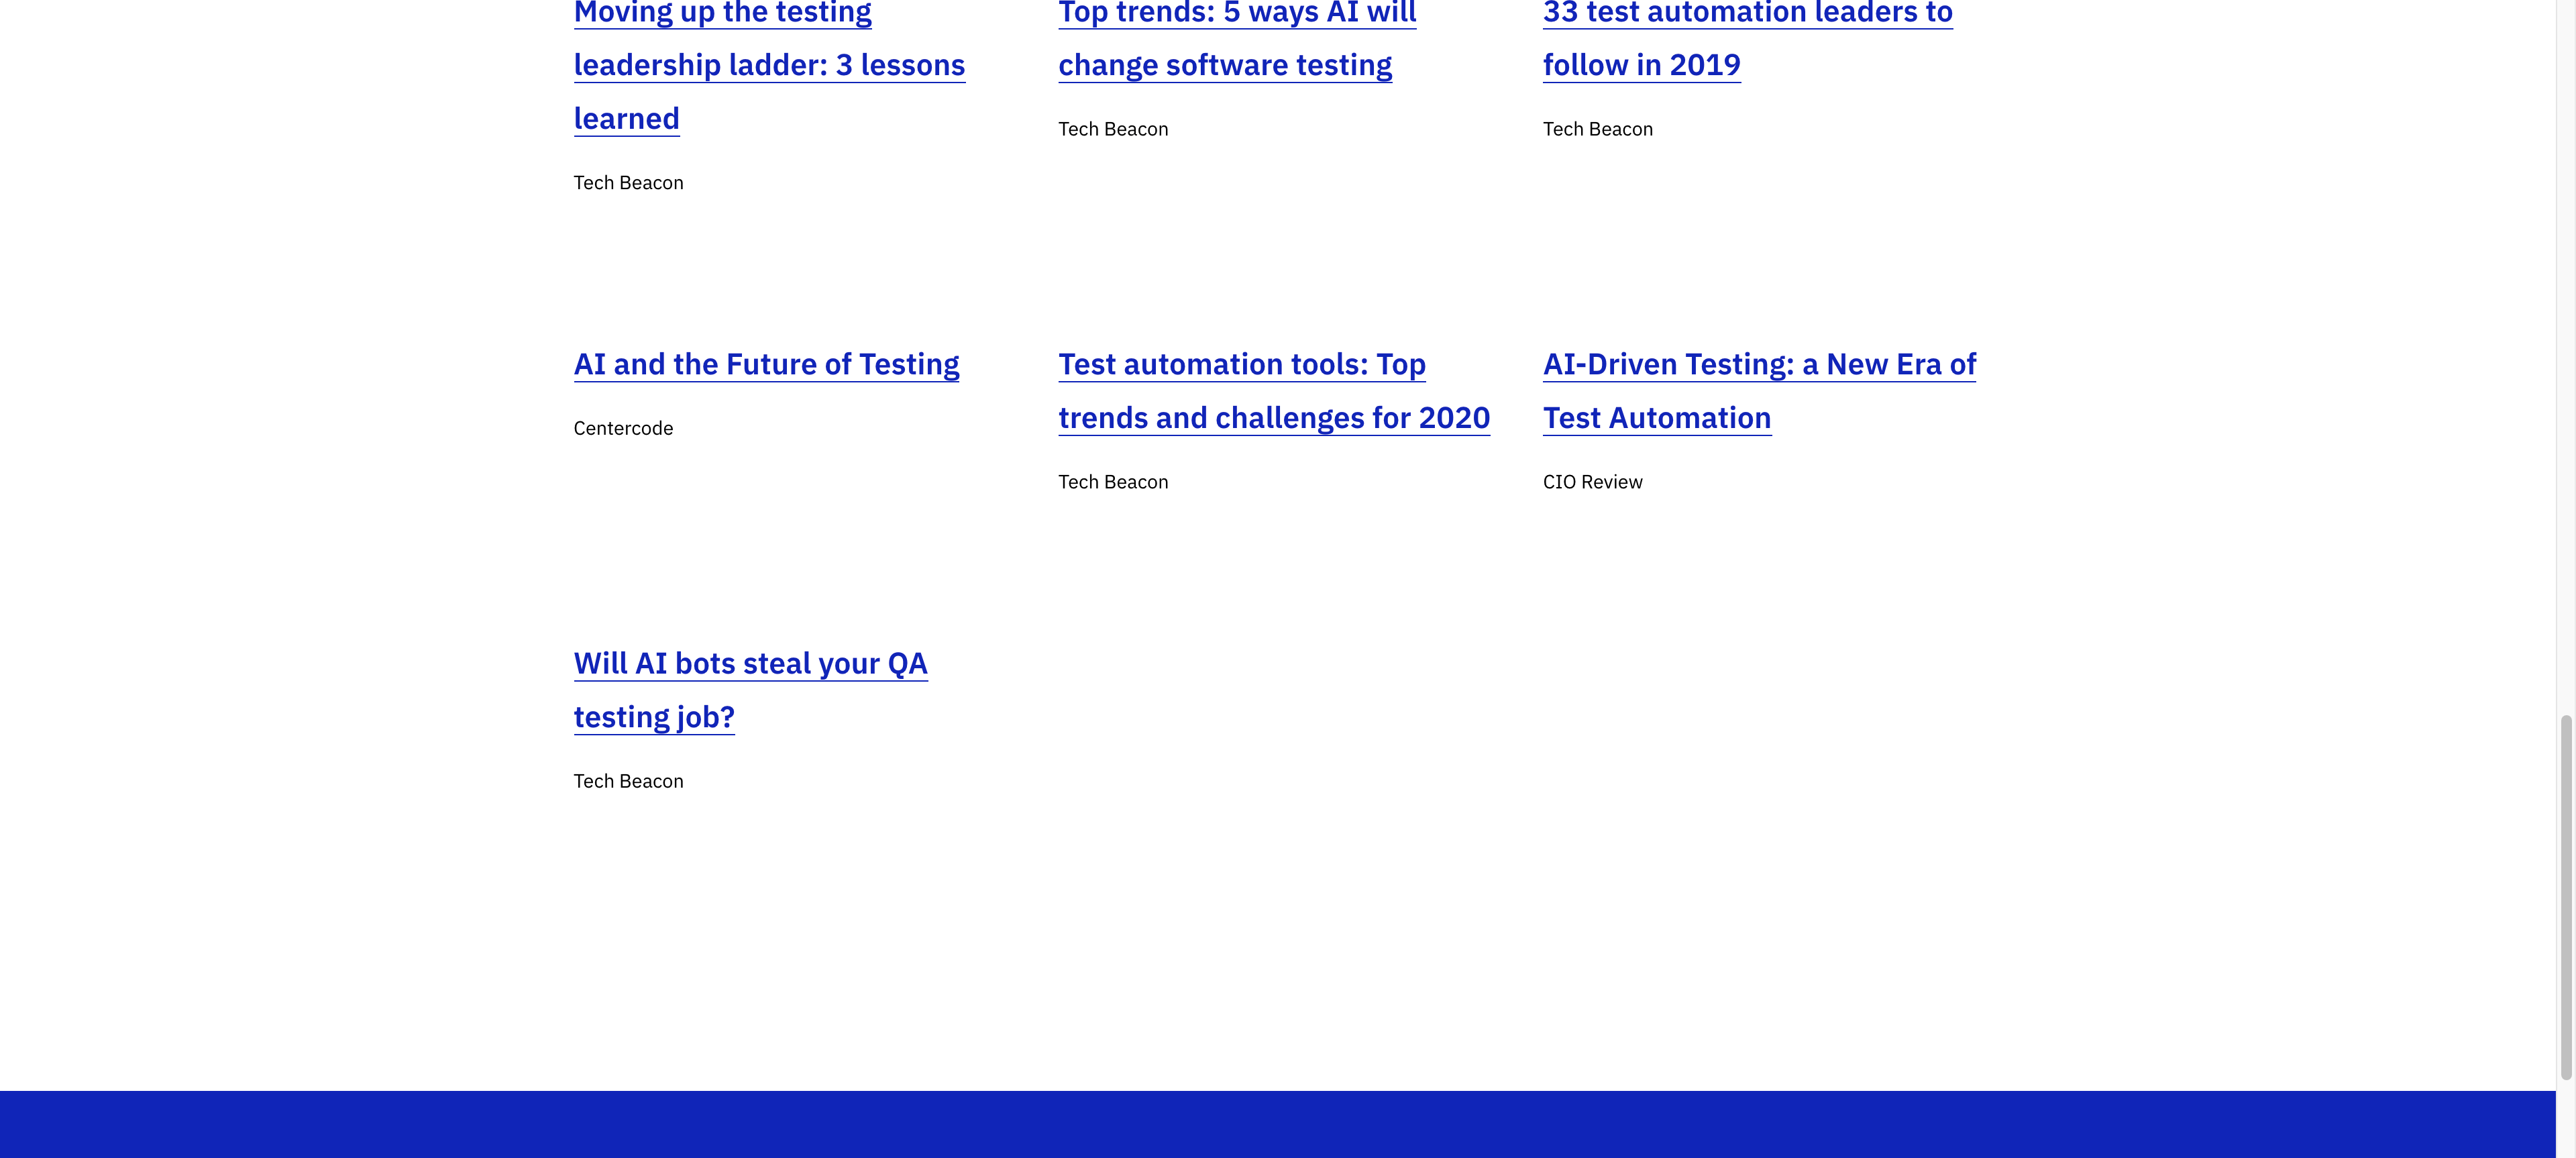 Moving up the testing
leadership ladder: 3 lessons
learned
Tech Beacon
Top trends: 5 ways AI will
change software testing
Tech Beacon
33 test automation leaders to
follow in 2019
Tech Beacon
AI and the Future of Testing
Centercode
Test automation tools: Top
trends and challenges for 2020
Tech Beacon
AI-Driven Testing: a New Era of
Test Automation
CIO Review
Will AI bots steal your QA
testing job?
Tech Beacon